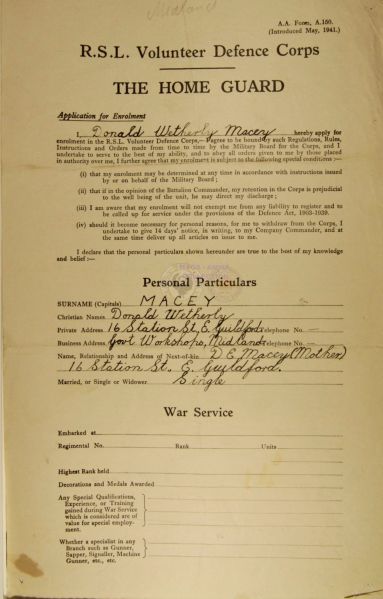 Midland
A.A. Form, A.150.
(Introduced May, 1941.)
R.S.L. Volunteer Defence Corps
THE HOME GUARD
Application for Enrolment
I, Donald Wetherly Macey hereby apply for
enrolment in the R.S.L. Volunteer Defence Corps,—I agree to be bound by such Regulations, Rules,
Instructions and Orders made from time to time by the Military Board for the Corps, and I
undertake to serve to the best of my ability, and to obey all orders given to me by those placed
in authority over me, I further agree that my enrolment is subject to the following special conditions :—
(i) that my enrolment may be determined at any time in accordance with instructions issued
by or on behalf of the Military Board ;
(ii) that if in the opinion of the Battalion Commander, my retention in the Corps is prejudicial
to the well being of the unit, he may direct my discharge ;
(iii) I am aware that my enrolment will not exempt me from any liability to register and to
be called up for service under the provisions of the Defence Act, 1903-1939.
(iv) should it become necessary for personal reasons, for me to withdraw from the Corps, I
undertake to give 14 days' notice, in writing, to my Company Commander, and at
the same time deliver up all articles on issue to me.
I declare that the personal particulars shown hereunder are true to the best of my knowledge
and belief :—
Personal Particulars
SURNAME (Capitals) MACEY
Christian Names Donald Wetherly
Private Address 16 Station St, E. Guildford Telephone No. —
Business Address Govt Workshops, Midland Telephone No. —
Name, Relationship and Address of Next-of-kin D. E. Macey (Mother)
16 Station St. E. Guildford.
Married, or Single or Widower Single
War Service
Embarked at
Regimental No. Rank Units
Highest Rank held
Decorations and Medals Awarded
Any Special Qualifications,
Experience, or Training
gained during War Service
which is considered are of
value for special employ-
ment.
Whether a specialist in any
Branch such as Gunner,
Sapper, Signaller, Machine
Gunner, etc., etc.